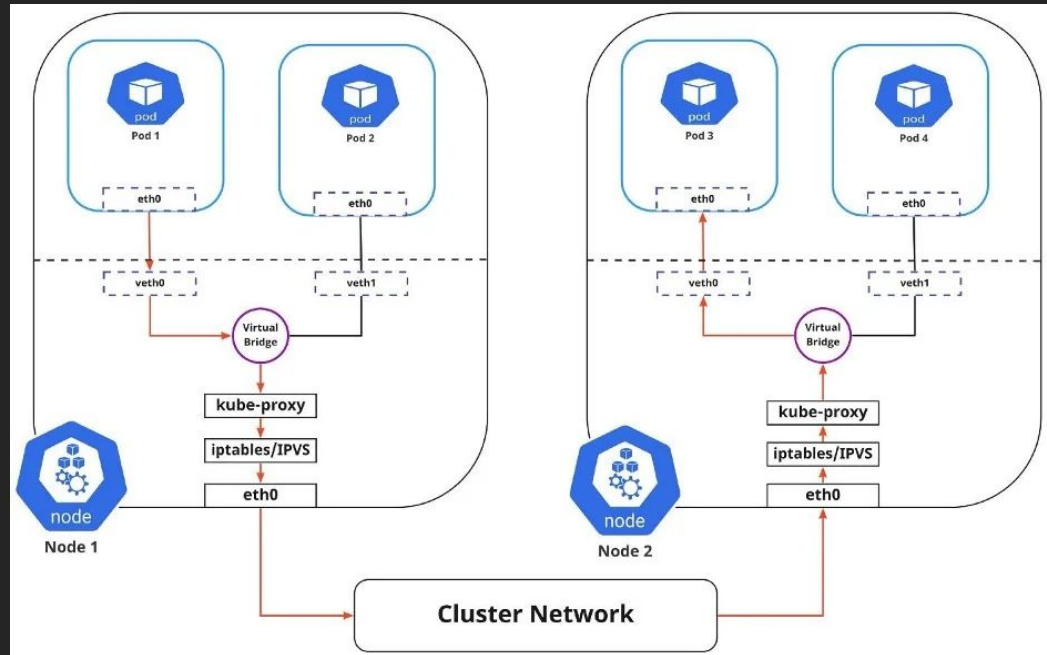 pod
Pod 1
eth0
pod
Pod 2
eth0
veth0
veth1
Virtual
Bridge
kube-proxy
iptables/IPVS
eth0
node
Node 1
pod
Pod 3
eth0
pod
Pod 4
eth0
veth0
veth1
Virtual
Bridge
kube-proxy
iptables/IPVS
eth0
node
Node 2
Cluster Network